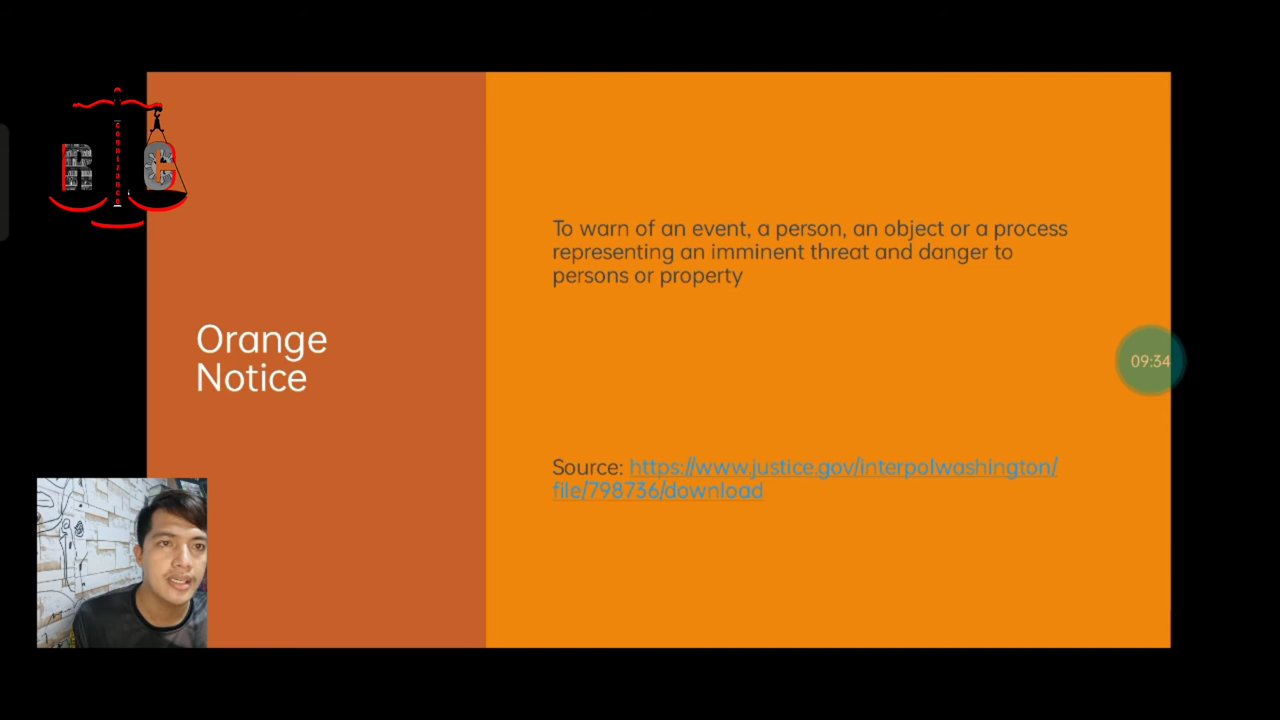 R C
cognizance
Orange
Notice
To warn of an event, a person, an object or a process
representing an imminent threat and danger to
persons or property
09:34
Source: https://www.justice.gov/interpolwashington/
file/798736/download